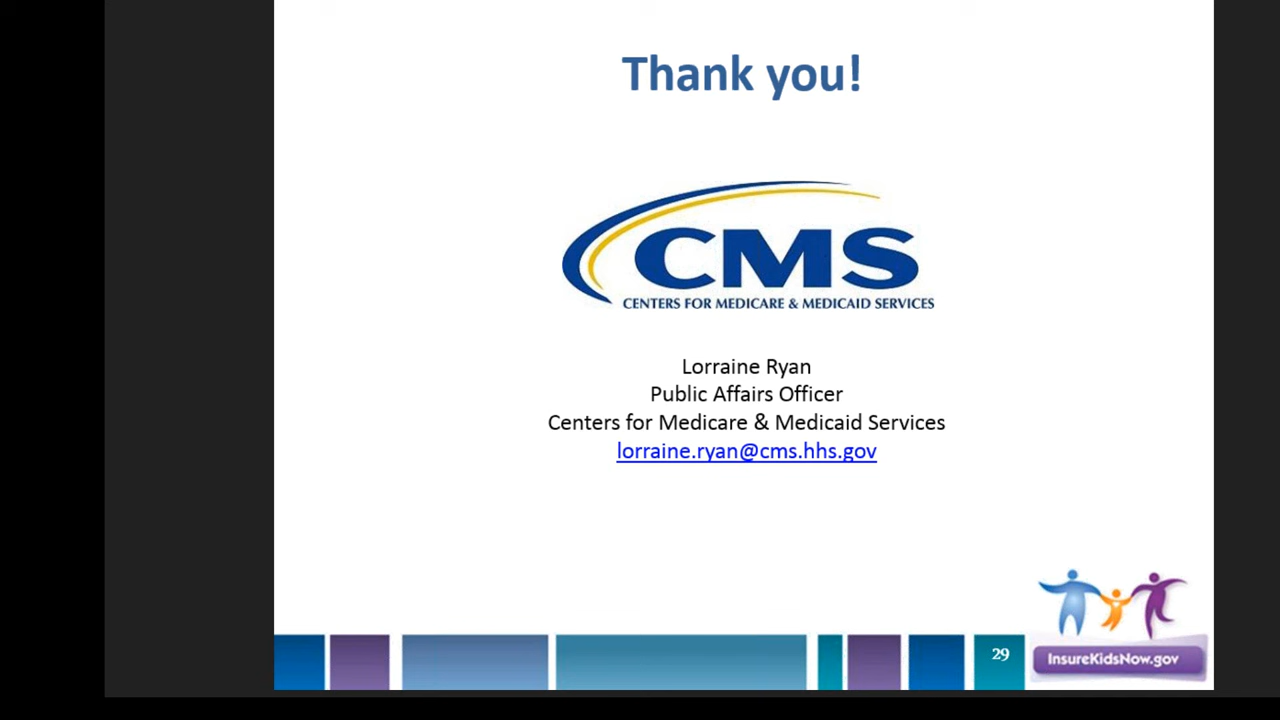 Thank you!
CMS
CENTERS FOR MEDICARE & MEDICAID SERVICES
Lorraine Ryan
Public Affairs Officer
Centers for Medicare & Medicaid Services
lorraine.ryan@cms.hhs.gov
29
InsureKidsNow.gov